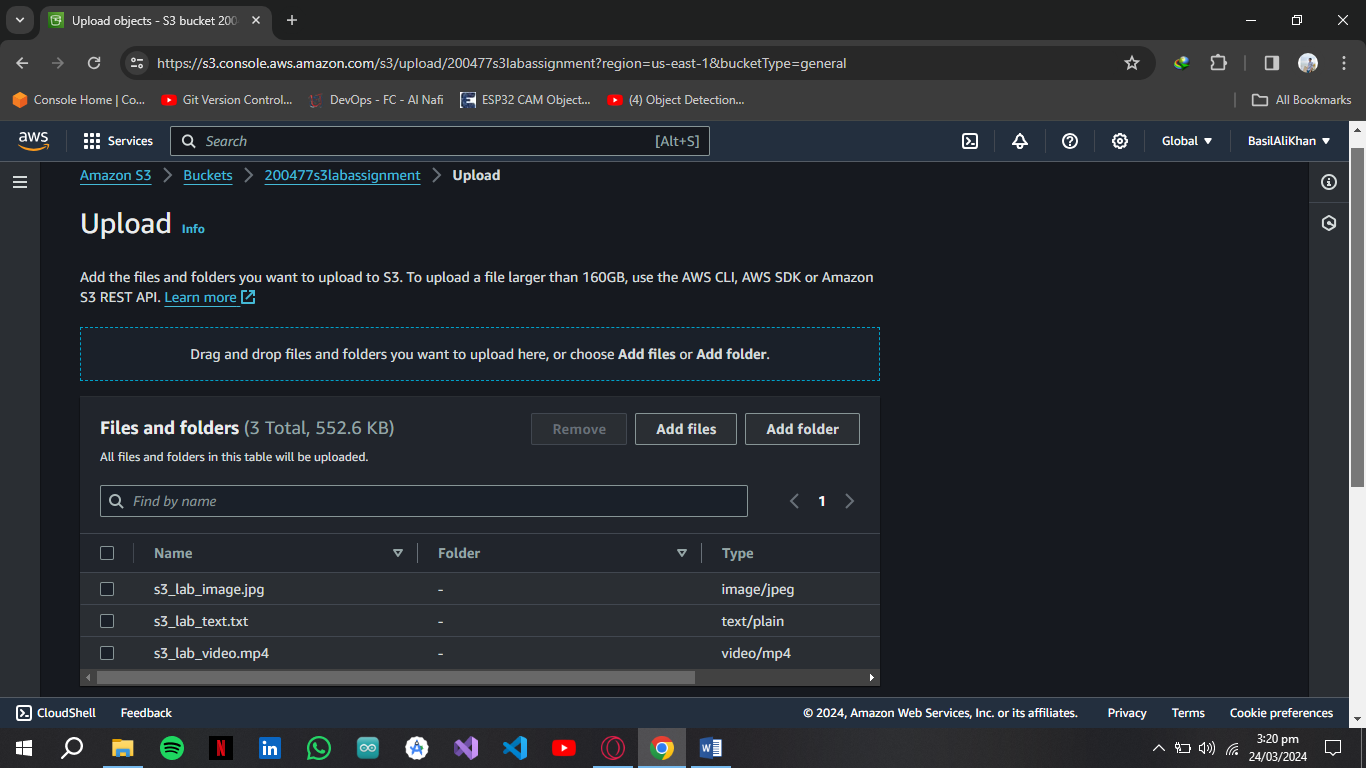 Upload objects - S3 bucket 200
https://s3.console.aws.amazon.com/s3/upload/200477s3labassignment?region=us-east-1&bucketType=general
Console Home | Co... Git Version Control... DevOps - FC - Al Nafi ESP32 CAM Object... (4) Object Detection... All Bookmarks
aws Services Search [Alt+S] Global BasilAliKhan
Amazon S3 Buckets 200477s3labassignment Upload
Upload Info
Add the files and folders you want to upload to S3. To upload a file larger than 160GB, use the AWS CLI, AWS SDK or Amazon
S3 REST API. Learn more
Drag and drop files and folders you want to upload here, or choose Add files or Add folder.
Files and folders (3 Total, 552.6 KB) Remove Add files Add folder
All files and folders in this table will be uploaded.
Find by name 1
Name Folder Type
s3_lab_image.jpg - image/jpeg
s3_lab_text.txt - text/plain
s3_lab_video.mp4 - video/mp4
CloudShell Feedback © 2024, Amazon Web Services, Inc. or its affiliates. Privacy Terms Cookie preferences
3:20 pm
24/03/2024